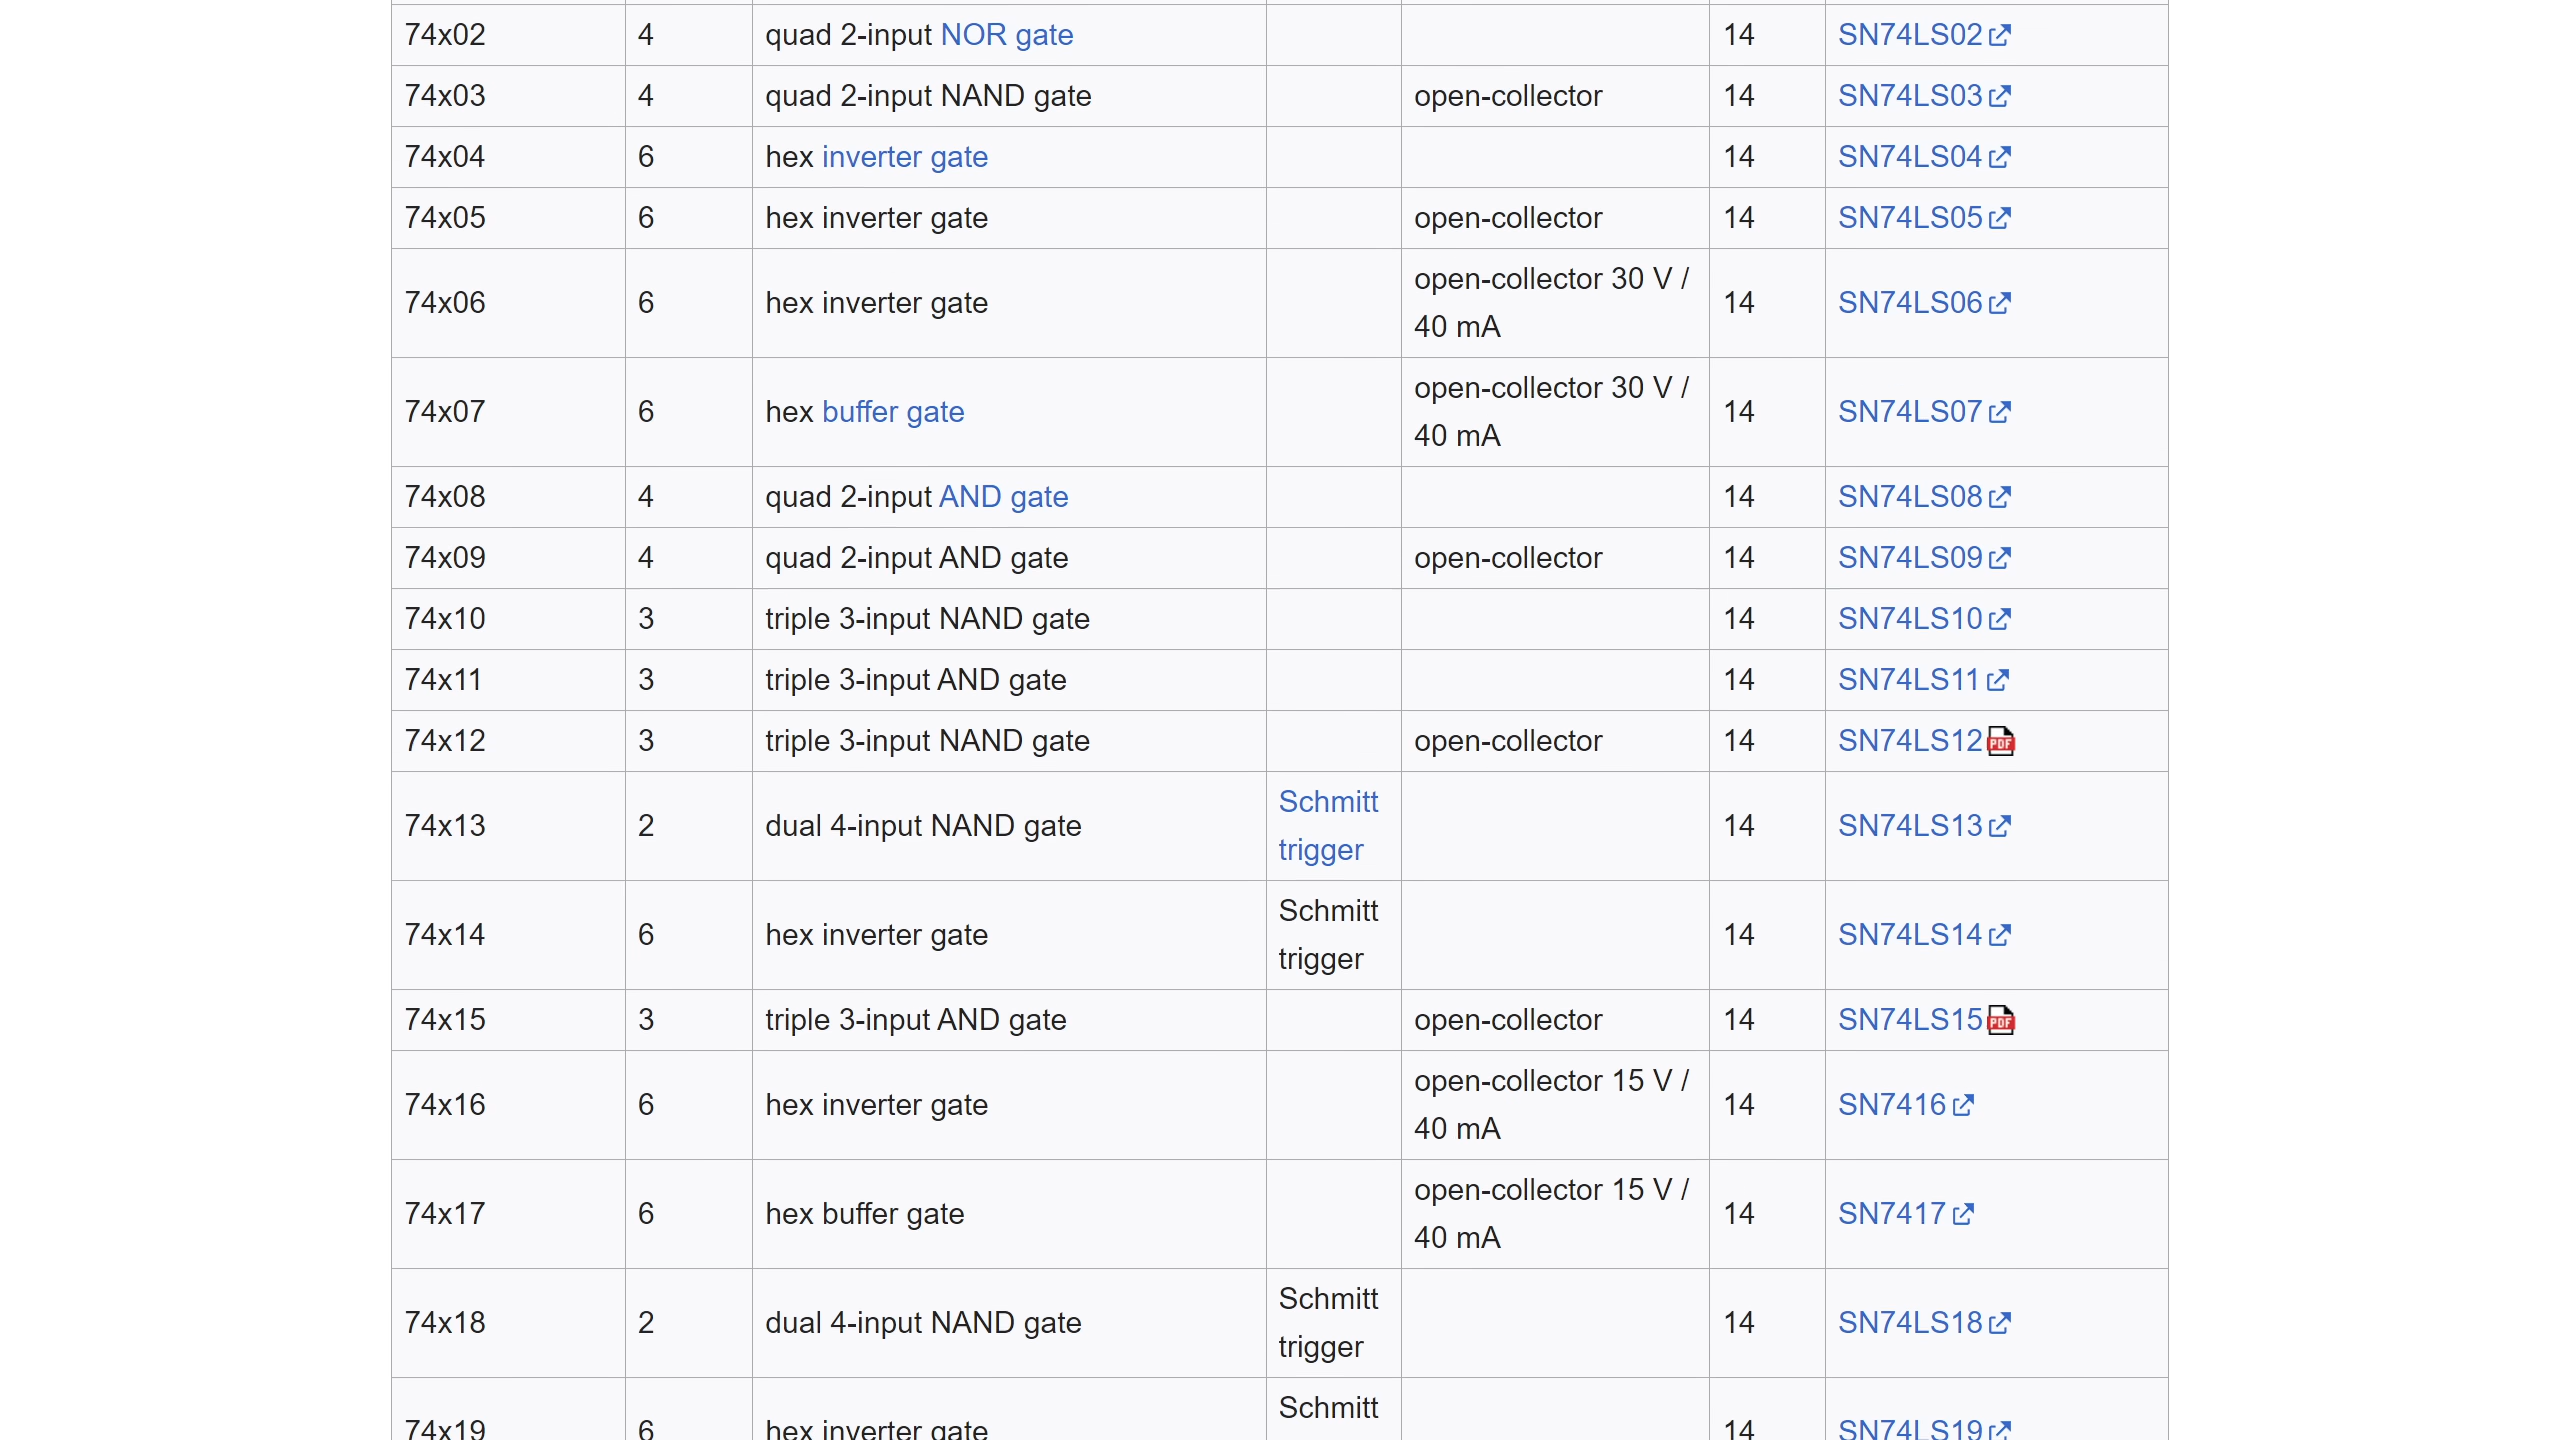 74x02 4 quad 2-input NOR gate 14 SN74LS02
74x03 4 quad 2-input NAND gate open-collector 14 SN74LS03
74x04 6 hex inverter gate 14 SN74LS04
74x05 6 hex inverter gate open-collector 14 SN74LS05
74x06 6 hex inverter gate open-collector 30 V /
40 mA 14 SN74LS06
74x07 6 hex buffer gate open-collector 30 V /
40 mA 14 SN74LS07
74x08 4 quad 2-input AND gate 14 SN74LS08
74x09 4 quad 2-input AND gate open-collector 14 SN74LS09
74x10 3 triple 3-input NAND gate 14 SN74LS10
74x11 3 triple 3-input AND gate 14 SN74LS11
74x12 3 triple 3-input NAND gate open-collector 14 SN74LS12 PDF
74x13 2 dual 4-input NAND gate Schmitt
trigger 14 SN74LS13
74x14 6 hex inverter gate Schmitt
trigger 14 SN74LS14
74x15 3 triple 3-input AND gate open-collector 14 SN74LS15 PDF
74x16 6 hex inverter gate open-collector 15 V /
40 mA 14 SN7416
74x17 6 hex buffer gate open-collector 15 V /
40 mA 14 SN7417
74x18 2 dual 4-input NAND gate Schmitt
trigger 14 SN74LS18
74x19 6 hex inverter gate Schmitt 14 SN74LS19